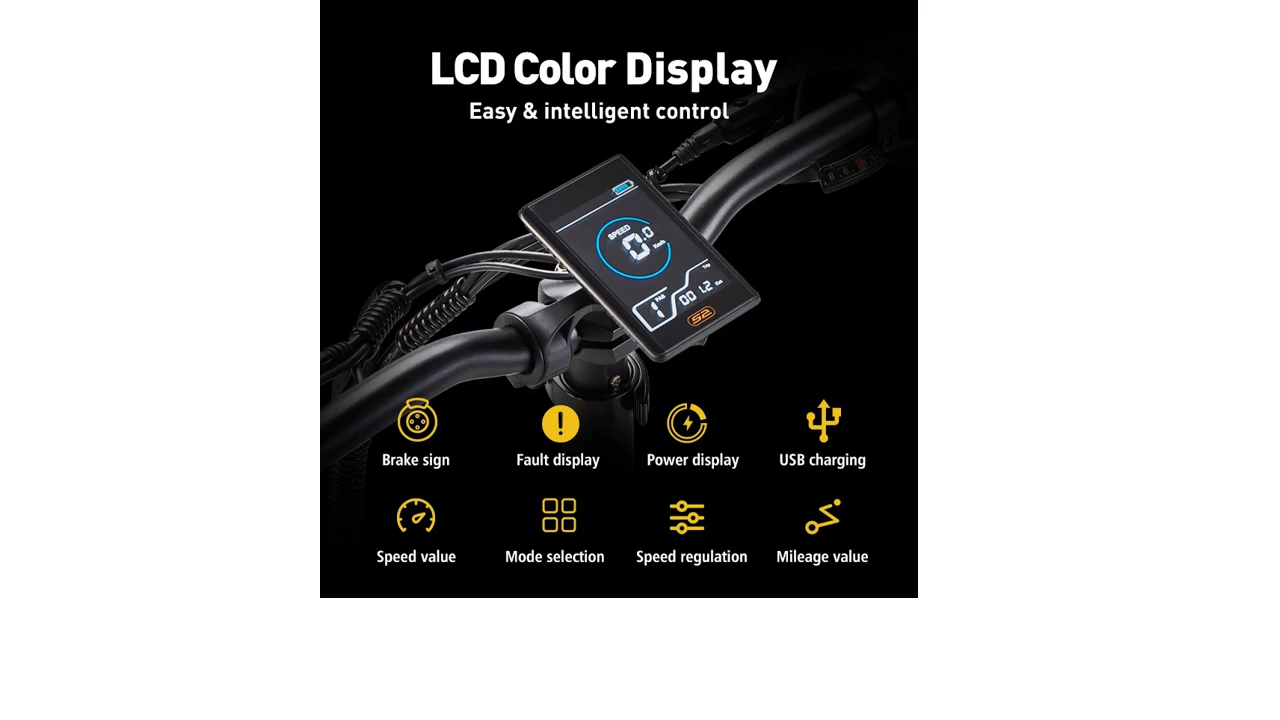 LCD Color Display
Easy & intelligent control
SPEED
0.0
Km/h
Trip
PAS
1
00 1.2 Km
S2
Brake sign
Fault display
Power display
USB charging
Speed value
Mode selection
Speed regulation
Mileage value